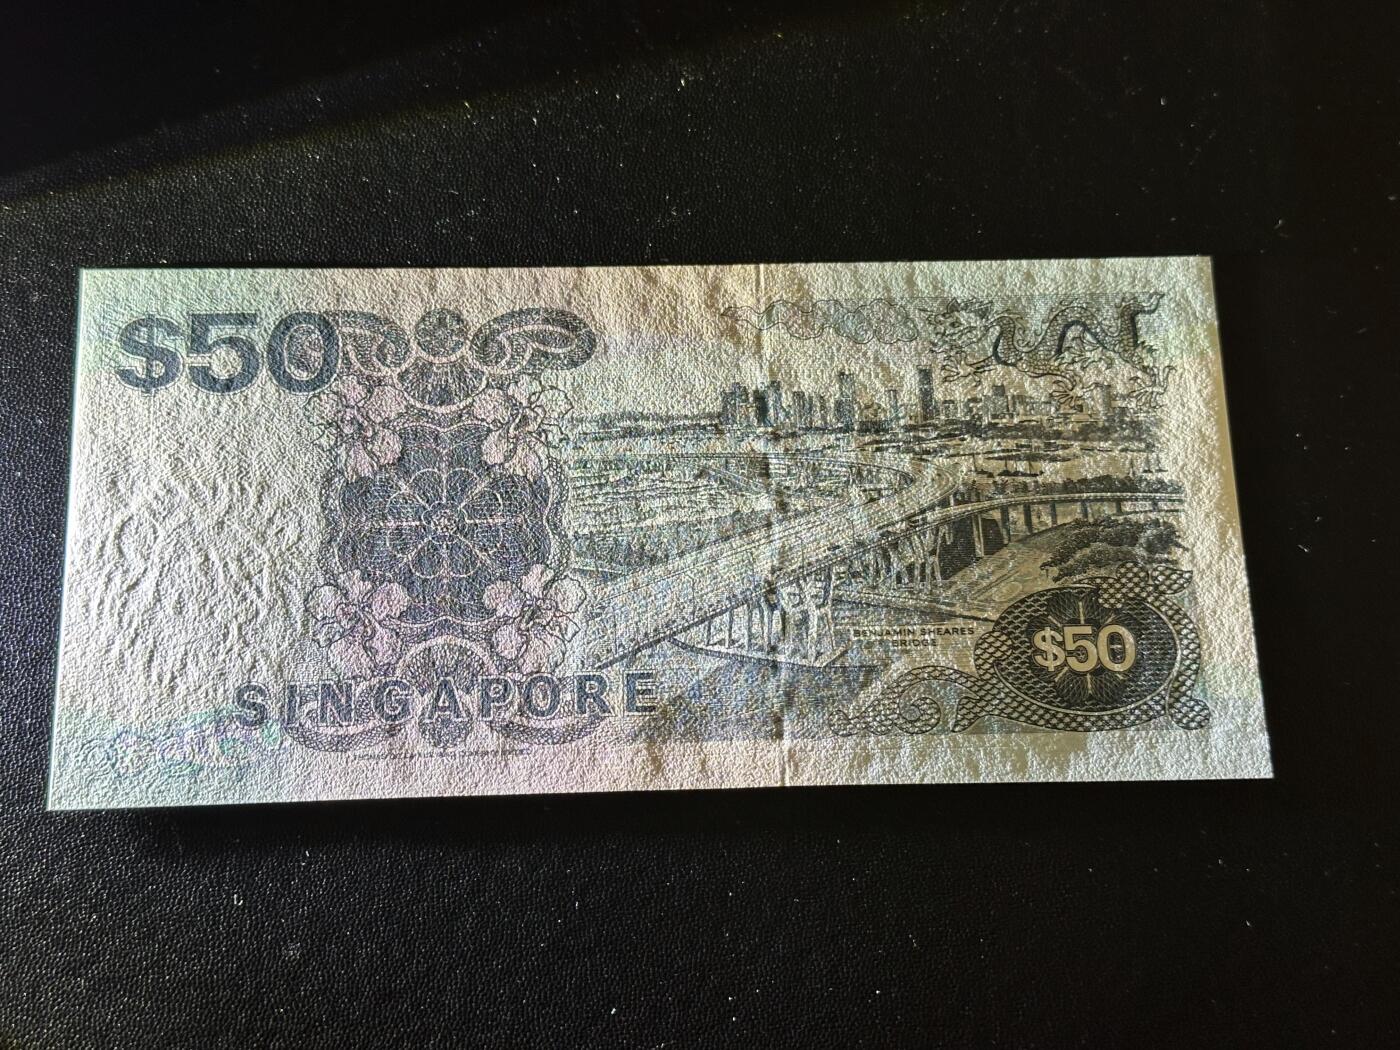 $50
BENJAMIN SHEARES
BRIDGE
$50
SINGAPORE